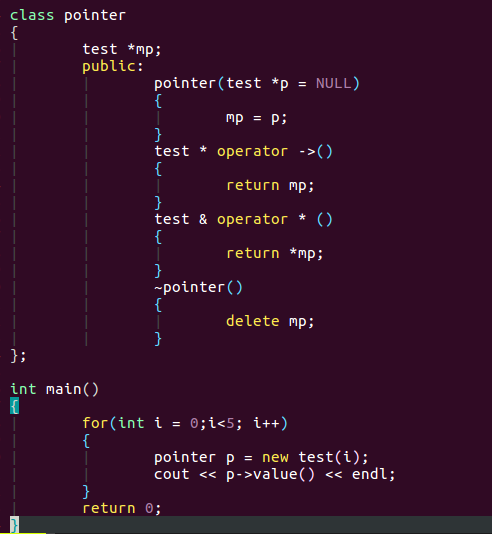 class pointer
{
        test *mp;
        public:
                pointer(test *p = NULL)
                {
                        mp = p;
                }
                test * operator ->()
                {
                        return mp;
                }
                test & operator * ()
                {
                        return *mp;
                }
                ~pointer()
                {
                        delete mp;
                }
};

int main()
{
        for(int i = 0;i<5; i++)
        {
                pointer p = new test(i);
                cout << p->value() << endl;
        }
        return 0;
}